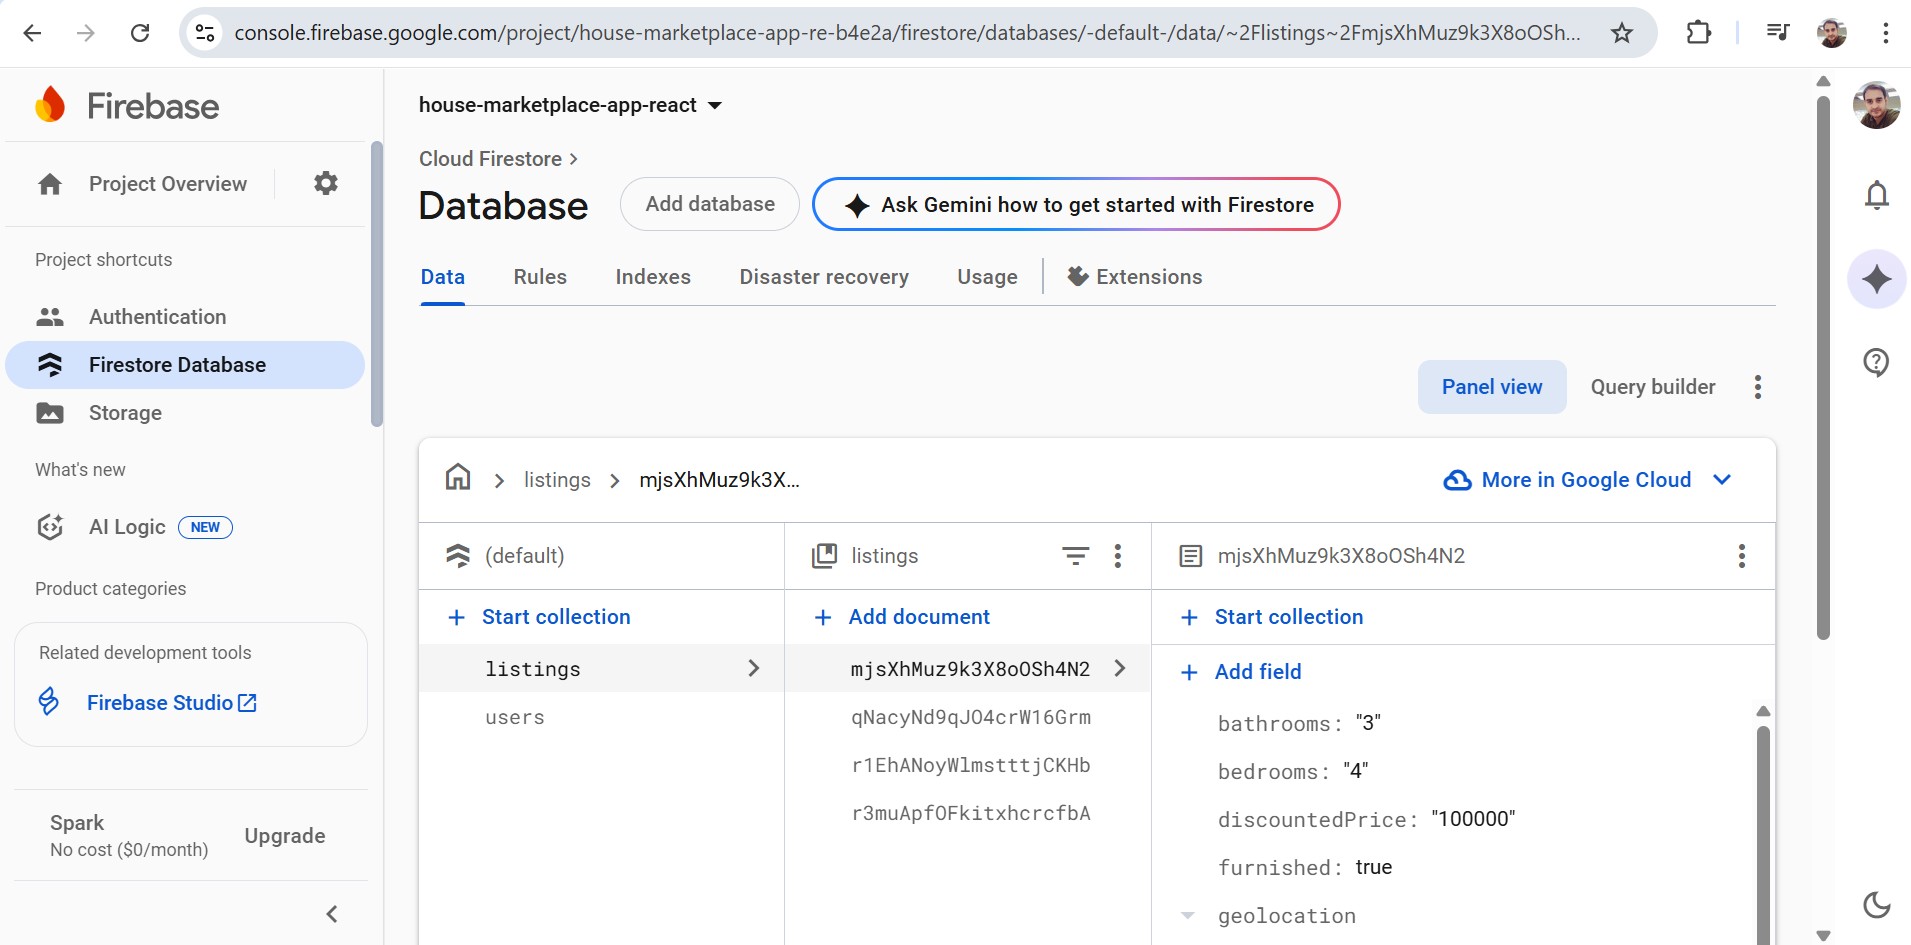 console.firebase.google.com/project/house-marketplace-app-re-b4e2a/firestore/databases/-default-/data/~2Flistings~2FmjsXhMuz9k3X8oOSh...
Firebase
Project Overview
Project shortcuts
Authentication
Firestore Database
Storage
What's new
AI Logic NEW
Product categories
Related development tools
Firebase Studio
Spark
No cost ($0/month)
Upgrade
house-marketplace-app-react
Cloud Firestore
Database
Add database
Ask Gemini how to get started with Firestore
Data Rules Indexes Disaster recovery Usage Extensions
Panel view Query builder
listings mjsXhMuz9k3X...
More in Google Cloud
(default)
Start collection
listings
users
listings
Add document
mjsXhMuz9k3X8oOSh4N2
qNacyNd9qJO4crW16Grm
r1EhANoyWlmstttjCKHb
r3muApfOFkitxhcrcfbA
mjsXhMuz9k3X8oOSh4N2
Start collection
Add field
bathrooms: "3"
bedrooms: "4"
discountedPrice: "100000"
furnished: true
geolocation